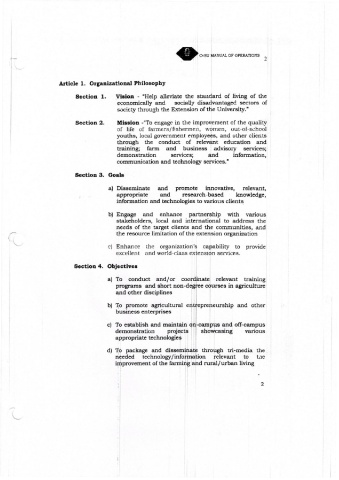 CHRU MANUAL OF OPERATIONS
2
Article 1. Organizational Philosophy
Section 1. Vision - "Help alleviate the standard of living of the
economically and socially disadvantaged sectors of
society through the Extension of the University."
Section 2. Mission -"To engage in the improvement of the quality
of life of farmers/fishermen, women, out-of-school
youths, local government employees, and other clients
through the conduct of relevant education and
training; farm and business advisory services;
demonstration services; and information,
communication and technology services."
Section 3. Goals
a) Disseminate and promote innovative, relevant,
appropriate and research-based knowledge,
information and technologies to various clients
b) Engage and enhance partnership with various
stakeholders, local and international to address the
needs of the target clients and the communities, and
the resource limitation of the extension organization
c) Enhance the organization's capability to provide
excellent and world-class extension services.
Section 4. Objectives
a) To conduct and/or coordinate relevant training
programs and short non-degree courses in agriculture
and other disciplines
b) To promote agricultural entrepreneurship and other
business enterprises
c) To establish and maintain on-campus and off-campus
demonstration projects showcasing various
appropriate technologies
d) To package and disseminate through tri-media the
needed technology/information relevant to the
improvement of the farming and rural/urban living
2